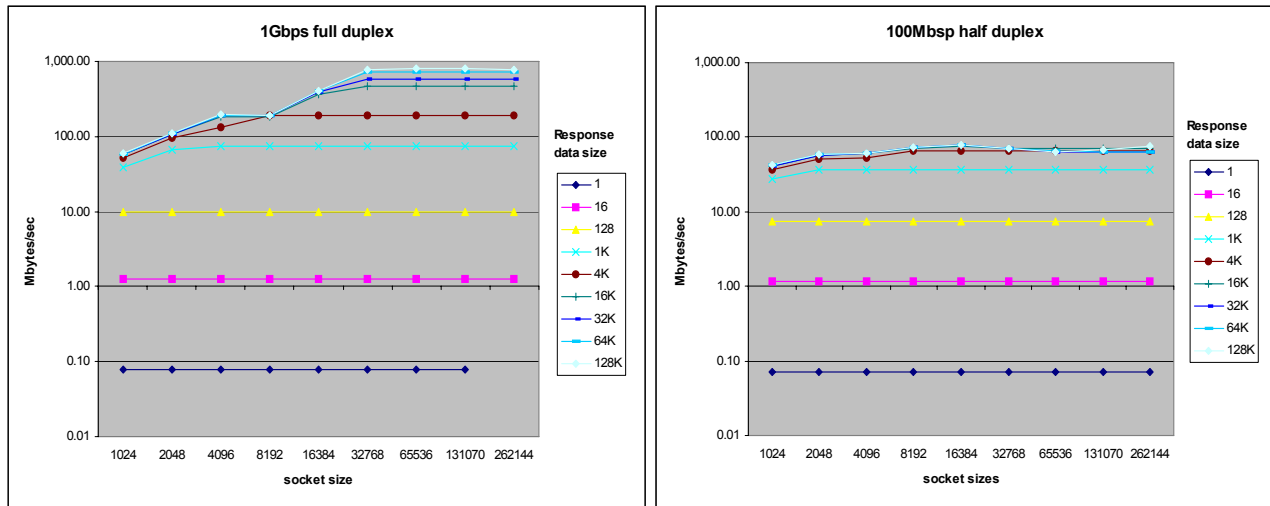 1Gbps full duplex
1,000.00
100.00
10.00
1.00
0.10
0.01
Mbytes/sec
1024 2048 4096 8192 16384 32768 65536 131070 262144
socket size
Response
data size
1
16
128
1K
4K
16K
32K
64K
128K
100Mbsp half duplex
1,000.00
100.00
10.00
1.00
0.10
0.01
Mbytes/sec
1024 2048 4096 8192 16384 32768 65536 131070 262144
socket sizes
Response
data size
1
16
128
1K
4K
16K
32K
64K
128K